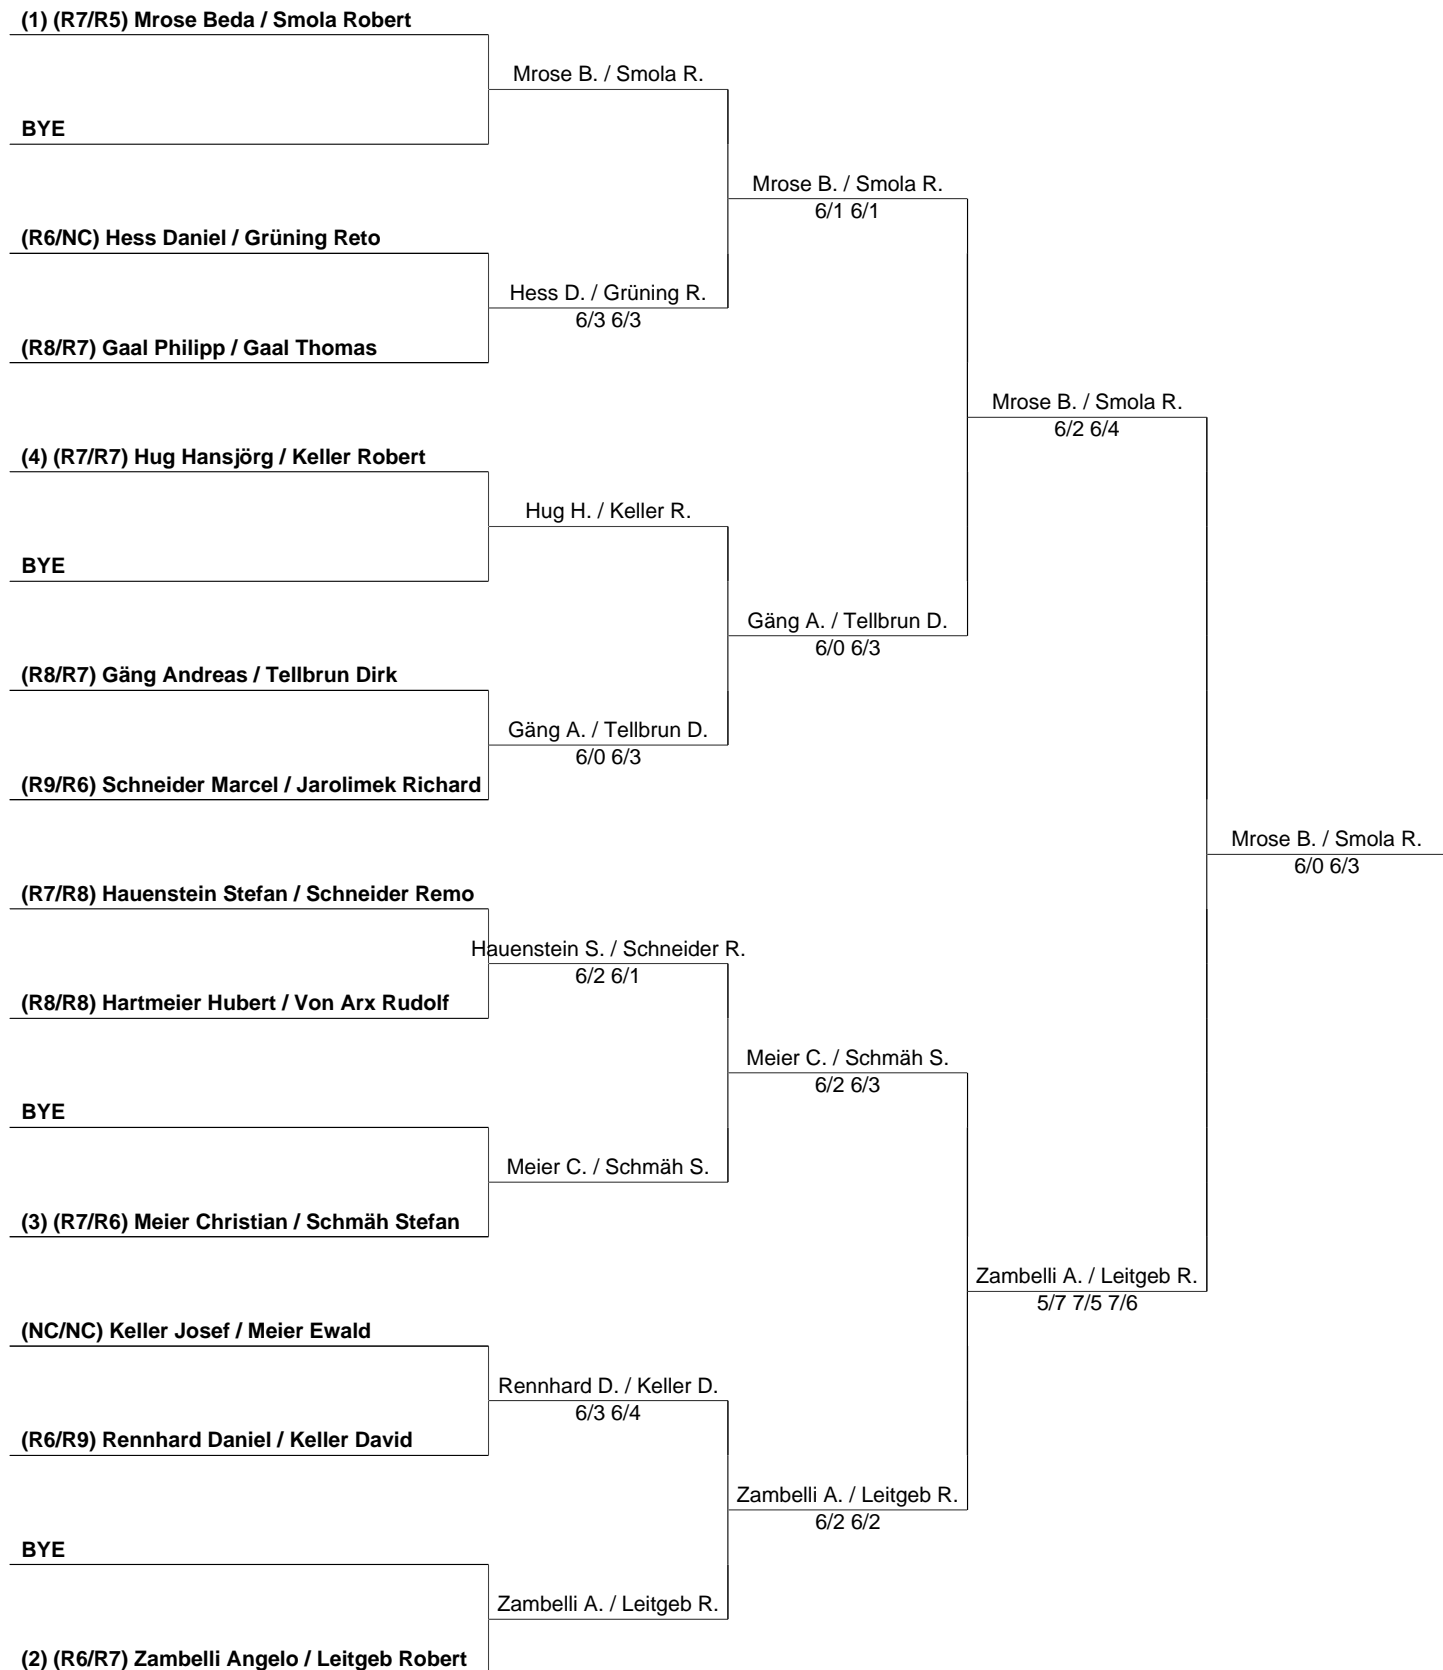 (1) (R7/R5) Mrose Beda / Smola Robert
Mrose B. / Smola R.
BYE
Mrose B. / Smola R.
6/1 6/1
(R6/NC) Hess Daniel / Grüning Reto
Hess D. / Grüning R.
6/3 6/3
(R8/R7) Gaal Philipp / Gaal Thomas
Mrose B. / Smola R.
6/2 6/4
(4) (R7/R7) Hug Hansjörg / Keller Robert
Hug H. / Keller R.
BYE
Gäng A. / Tellbrun D.
6/0 6/3
(R8/R7) Gäng Andreas / Tellbrun Dirk
Gäng A. / Tellbrun D.
6/0 6/3
(R9/R6) Schneider Marcel / Jarolimek Richard
Mrose B. / Smola R.
6/0 6/3
(R7/R8) Hauenstein Stefan / Schneider Remo
Hauenstein S. / Schneider R.
6/2 6/1
(R8/R8) Hartmeier Hubert / Von Arx Rudolf
Meier C. / Schmäh S.
6/2 6/3
BYE
Meier C. / Schmäh S.
(3) (R7/R6) Meier Christian / Schmäh Stefan
Zambelli A. / Leitgeb R.
5/7 7/5 7/6
(NC/NC) Keller Josef / Meier Ewald
Rennhard D. / Keller D.
6/3 6/4
(R6/R9) Rennhard Daniel / Keller David
Zambelli A. / Leitgeb R.
6/2 6/2
BYE
Zambelli A. / Leitgeb R.
(2) (R6/R7) Zambelli Angelo / Leitgeb Robert